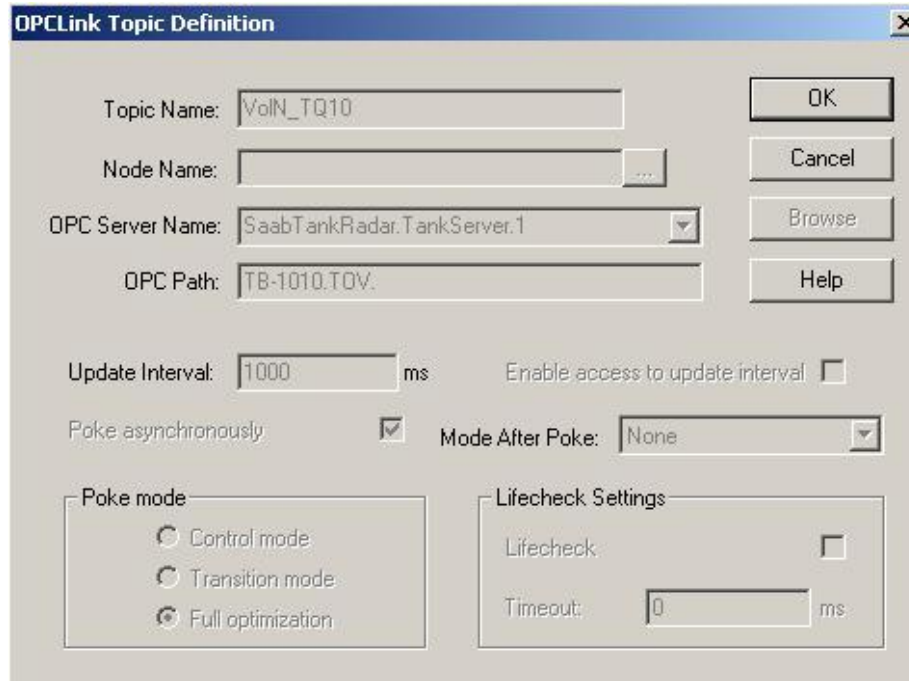 OPCLink Topic Definition
Topic Name: VolN_TQ10
OK
Node Name: ...
Cancel
OPC Server Name: SaabTankRadar.TankServer.1
Browse
OPC Path: TB-1010.TOV.
Help
Update Interval: 1000 ms Enable access to update interval
Poke asynchronously Mode After Poke: None
Poke mode
Control mode
Transition mode
Full optimization
Lifecheck Settings
Lifecheck
Timeout: 0 ms